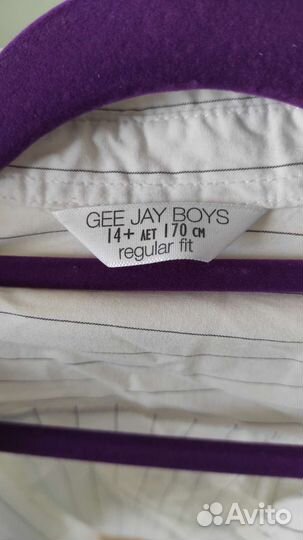 GEE JAY BOYS
14+ ЛЕТ 170 СМ
regular fit
Avito